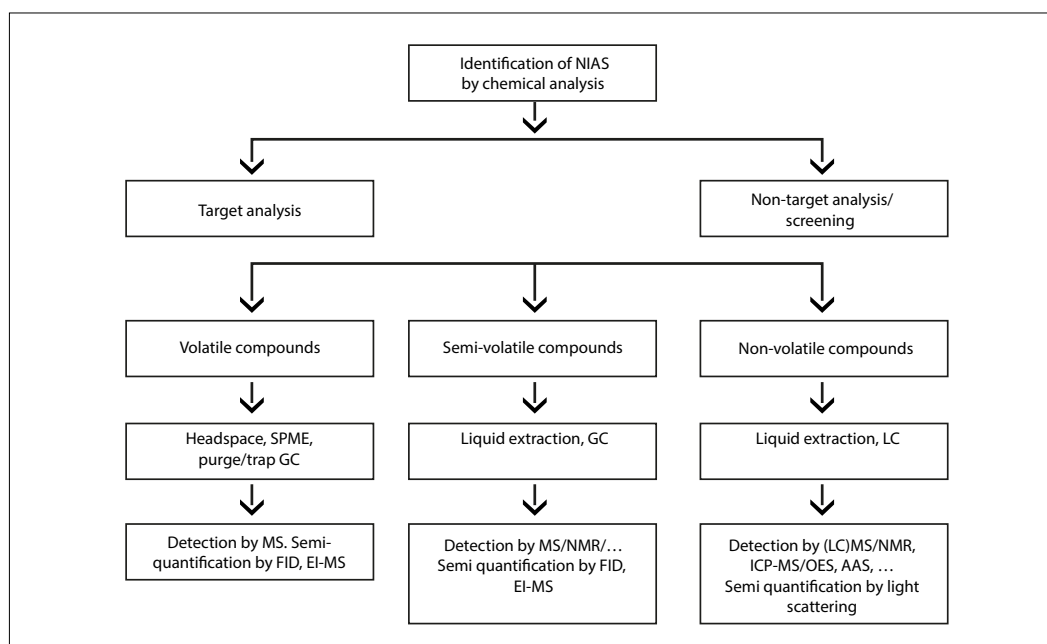 Identification of NIAS
by chemical analysis
Target analysis
Non-target analysis/
screening
Volatile compounds
Semi-volatile compounds
Non-volatile compounds
Headspace, SPME,
purge/trap GC
Liquid extraction, GC
Liquid extraction, LC
Detection by MS. Semi-
quantification by FID, EI-MS
Detection by MS/NMR/…
Semi quantification by FID,
EI-MS
Detection by (LC)MS/NMR,
ICP-MS/OES, AAS, …
Semi quantification by light
scattering